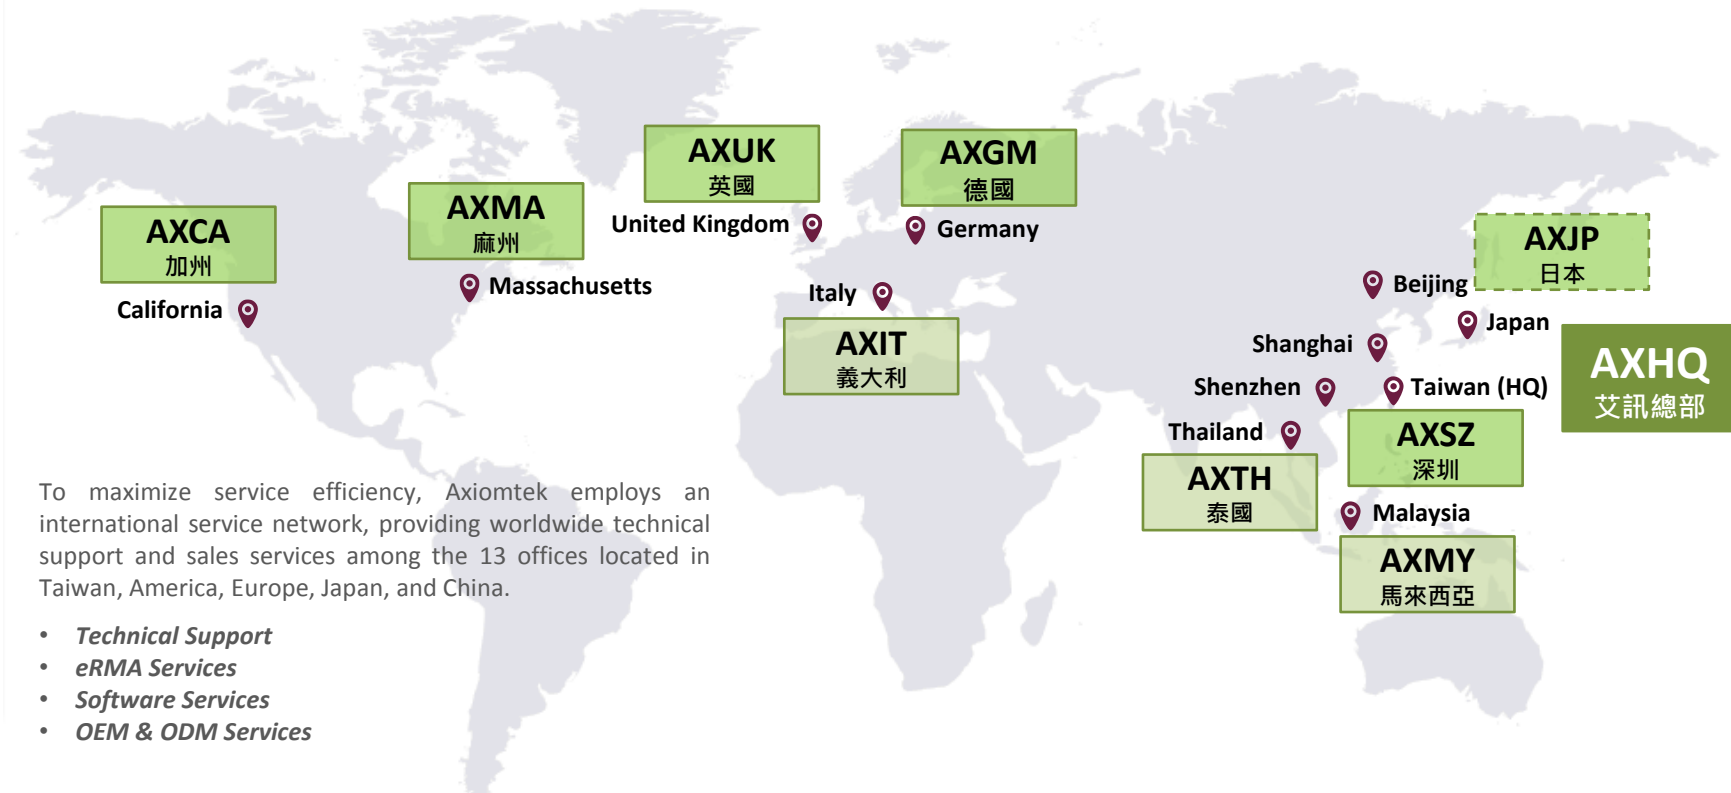 AXUK
英國
AXGM
德國
AXMA
麻州
AXCA
加州
United Kingdom
Germany
AXJP
日本
Massachusetts
Italy
Beijing
California
Japan
AXIT
義大利
Shanghai
AXHQ
艾訊總部
Shenzhen
Taiwan (HQ)
Thailand
AXSZ
深圳
AXTH
泰國
Malaysia
AXMY
馬來西亞
To maximize service efficiency, Axiomtek employs an
international service network, providing worldwide technical
support and sales services among the 13 offices located in
Taiwan, America, Europe, Japan, and China.
• Technical Support
• eRMA Services
• Software Services
• OEM & ODM Services